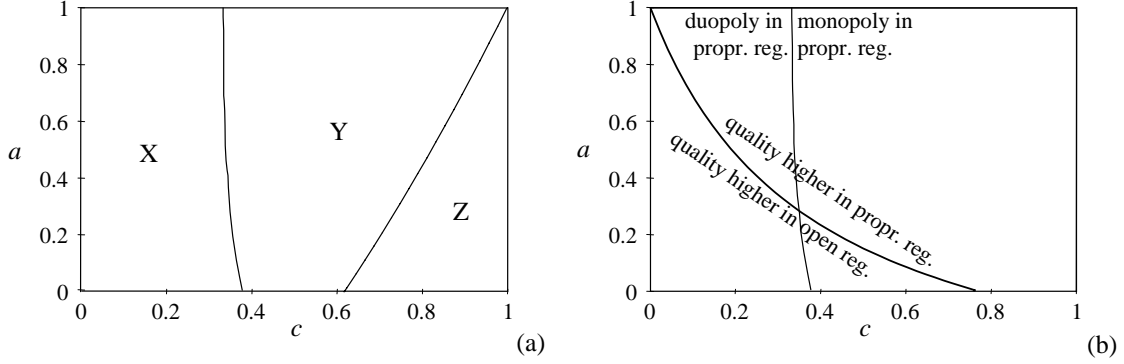 1
0.8
0.6
a
0.4
0.2
0
X
Y
Z
0 0.2 0.4 0.6 0.8 1
c
(a)
1
0.8
0.6
a
0.4
0.2
0
duopoly in
propr. reg.
monopoly in
propr. reg.
quality higher in propr. reg.
quality higher in open reg.
0 0.2 0.4 0.6 0.8 1
c
(b)